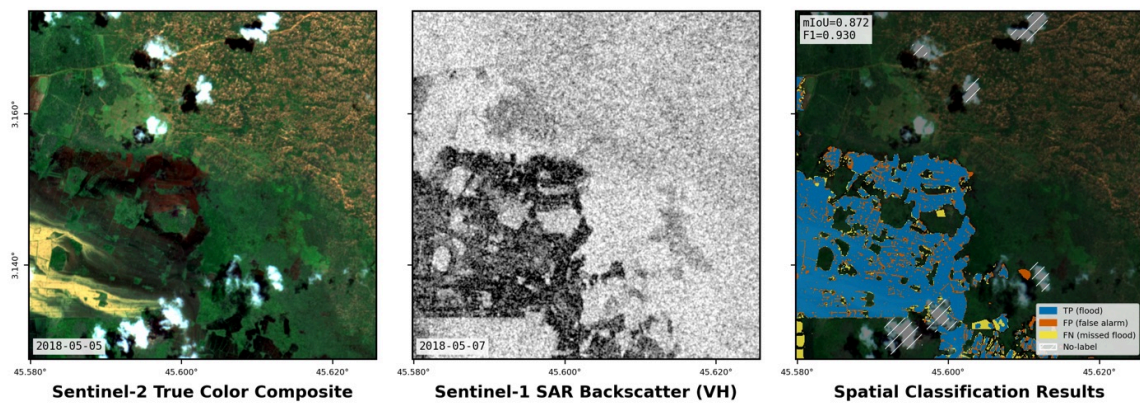 mIoU=0.872
F1=0.930
3.160°
3.140°
2018-05-05
2018-05-07
TP (flood)
FP (false alarm)
FN (missed flood)
No-label
45.580° 45.600° 45.620° 45.580° 45.600° 45.620° 45.580° 45.600° 45.620°
Sentinel-2 True Color Composite Sentinel-1 SAR Backscatter (VH) Spatial Classification Results